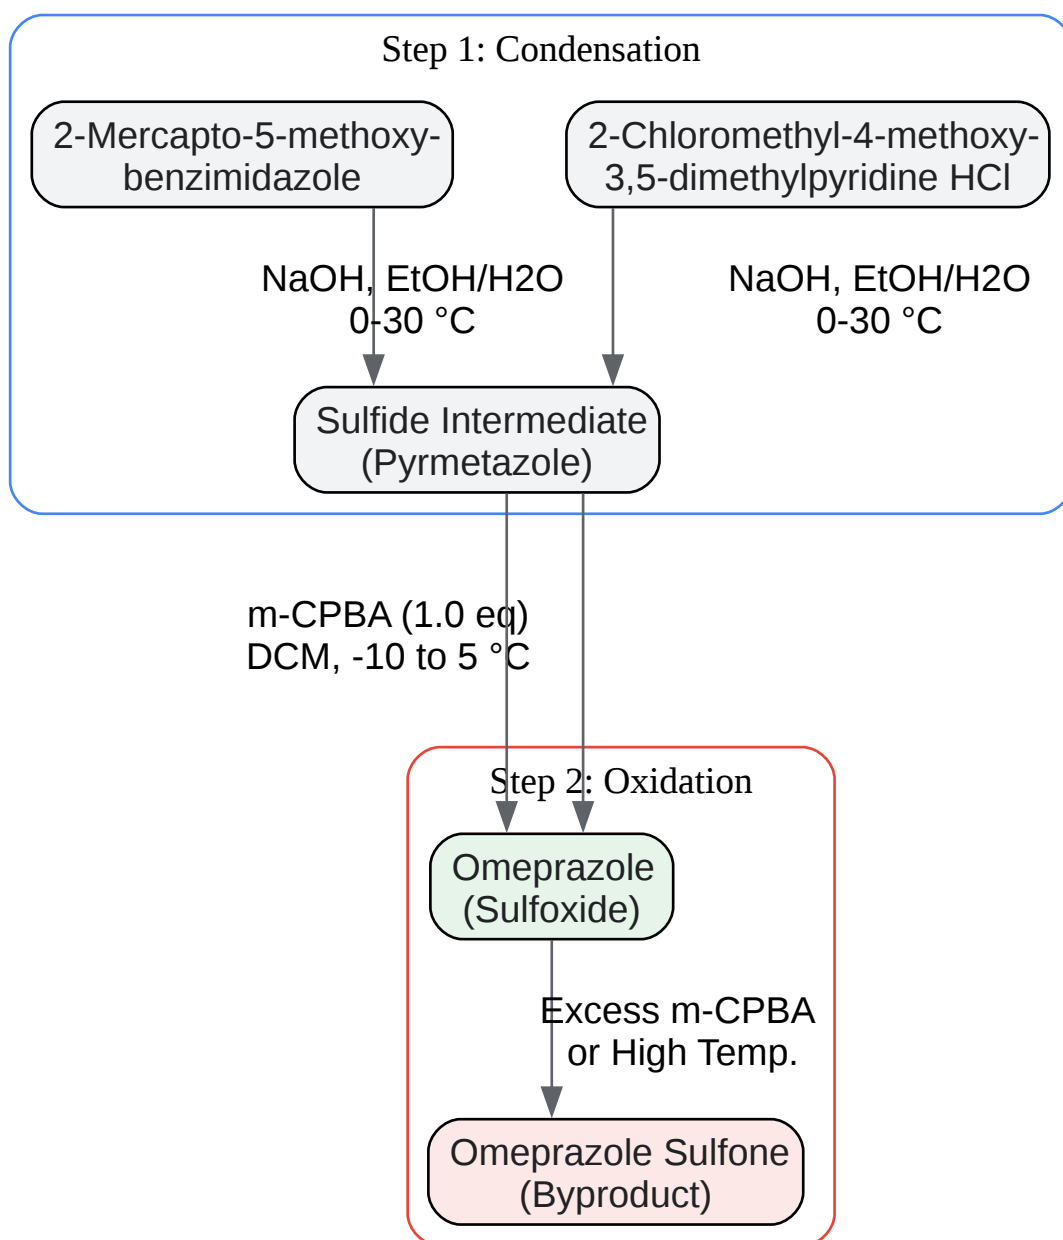 Step 1: Condensation
2-Mercapto-5-methoxy-
benzimidazole
2-Chloromethyl-4-methoxy-
3,5-dimethylpyridine HCl
NaOH, EtOH/H2O
0-30 °C
NaOH, EtOH/H2O
0-30 °C
Sulfide Intermediate
(Pyrmetazole)
m-CPBA (1.0 eq)
DCM, -10 to 5 °C
Step 2: Oxidation
Omeprazole
(Sulfoxide)
Excess m-CPBA
or High Temp.
Omeprazole Sulfone
(Byproduct)